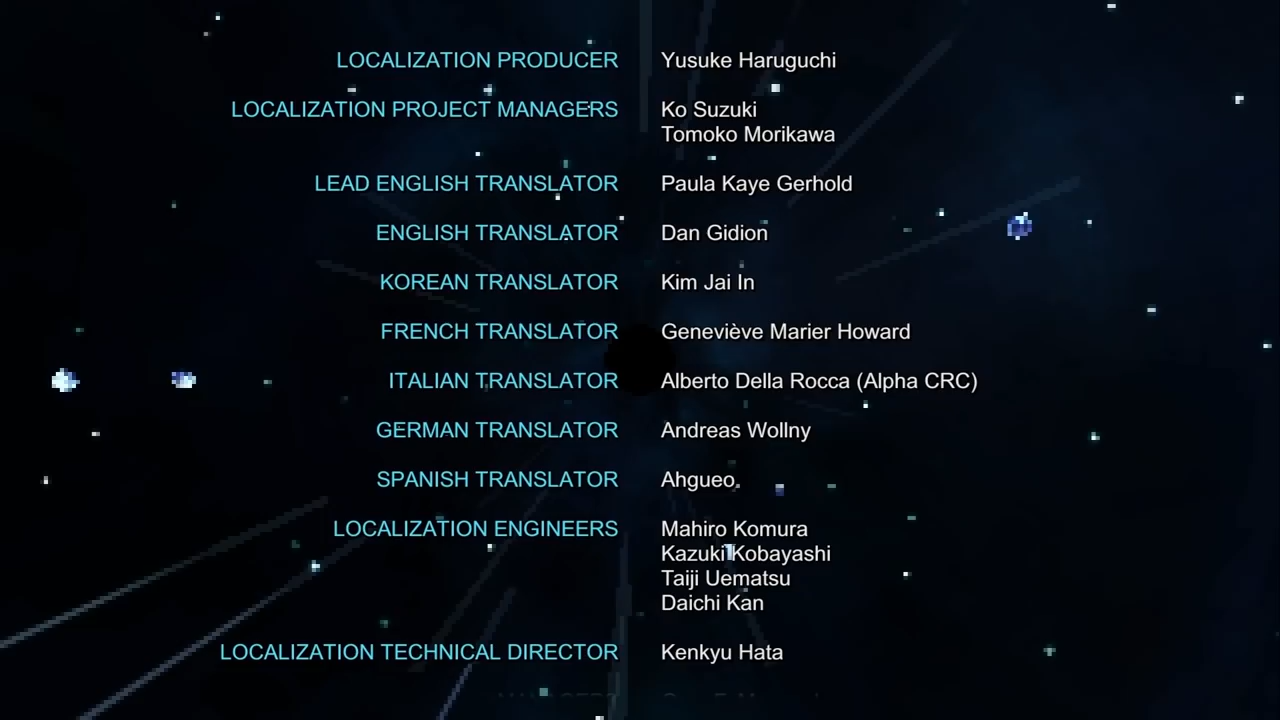 LOCALIZATION PRODUCER Yusuke Haruguchi
LOCALIZATION PROJECT MANAGERS Ko Suzuki
Tomoko Morikawa
LEAD ENGLISH TRANSLATOR Paula Kaye Gerhold
ENGLISH TRANSLATOR Dan Gidion
KOREAN TRANSLATOR Kim Jai In
FRENCH TRANSLATOR Geneviève Marier Howard
ITALIAN TRANSLATOR Alberto Della Rocca (Alpha CRC)
GERMAN TRANSLATOR Andreas Wollny
SPANISH TRANSLATOR Ahgueo
LOCALIZATION ENGINEERS Mahiro Komura
Kazuki Kobayashi
Taiji Uematsu
Daichi Kan
LOCALIZATION TECHNICAL DIRECTOR Kenkyu Hata